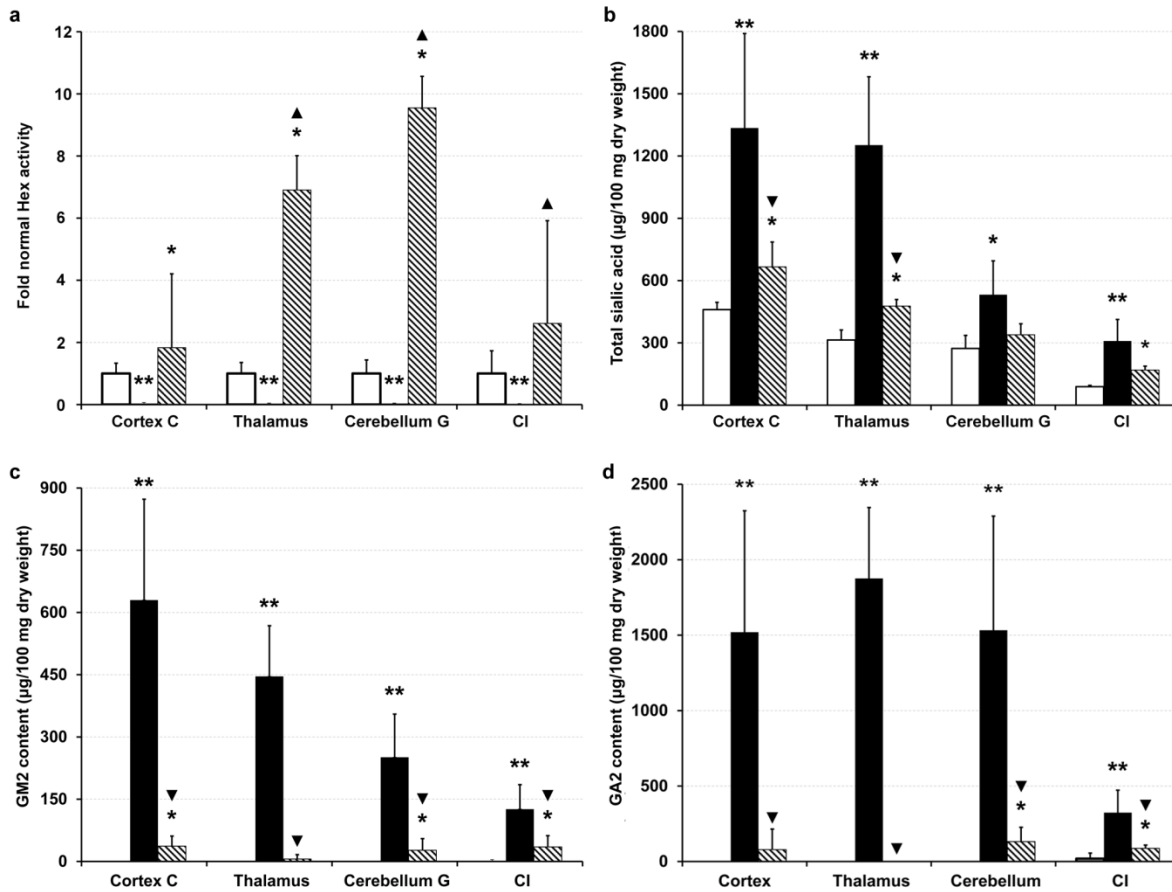 a
Fold normal Hex activity
12
10
8
6
4
2
0
** * ** * ▲ ** * ▲ ** ▲
Cortex C Thalamus Cerebellum G CI
b
Total sialic acid (µg/100 mg dry weight)
1800
1500
1200
900
600
300
0
** ▼ * ** ▼ * * ** *
Cortex C Thalamus Cerebellum G CI
c
GM2 content (µg/100 mg dry weight)
900
750
600
450
300
150
0
** ▼ * ** ▼ ** ▼ * ** ▼ *
Cortex C Thalamus Cerebellum G CI
d
GA2 content (µg/100 mg dry weight)
2500
2000
1500
1000
500
0
** ▼ ** ▼ ** ▼ * ** ▼ *
Cortex Thalamus Cerebellum CI